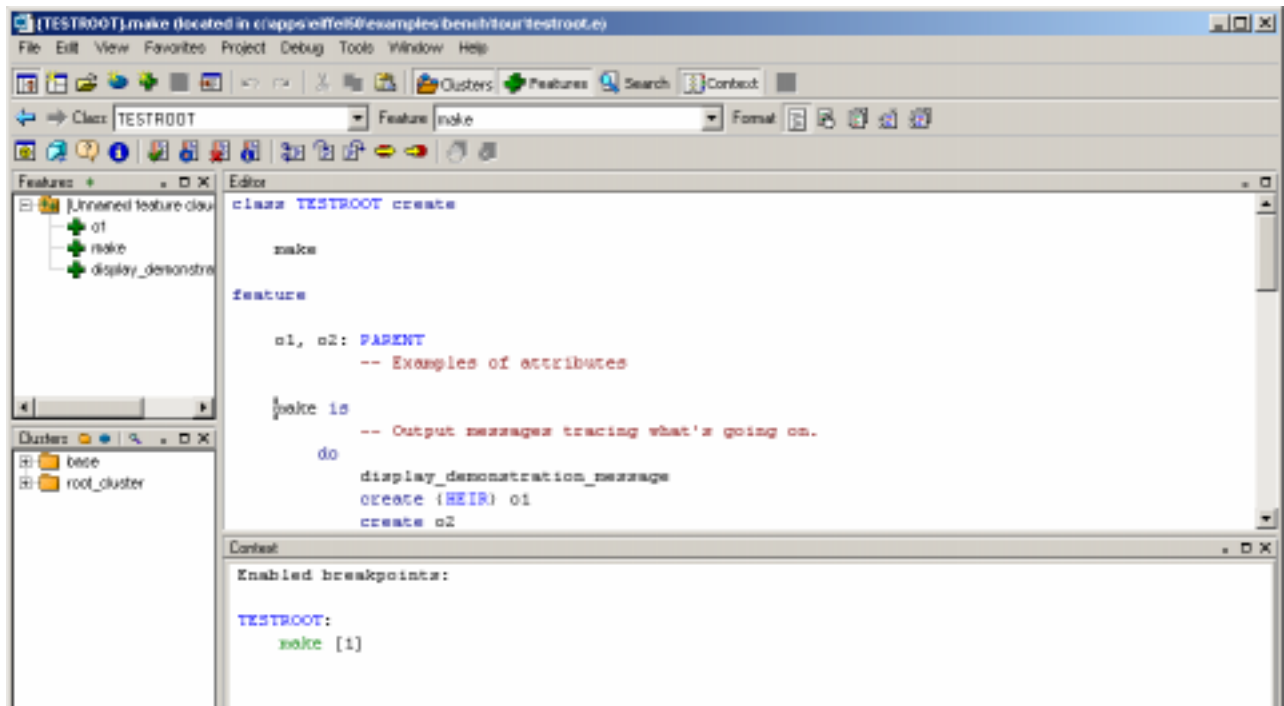 {TESTROOT}.make (located in c:\apps\eiffel50\examples\bench\tour\testroot.e)
File Edit View Favorites Project Debug Tools Window Help
Clusters Features Search Context
Class TESTROOT Feature make Format
Features
[Unnamed feature clau
o1
make
display_demonstra
Clusters
base
root_cluster
Editor
class TESTROOT create
make
feature
o1, o2: PARENT
-- Examples of attributes
make is
-- Output messages tracing what's going on.
do
display_demonstration_message
create {HEIR} o1
create o2
Context
Enabled breakpoints:
TESTROOT:
make [1]